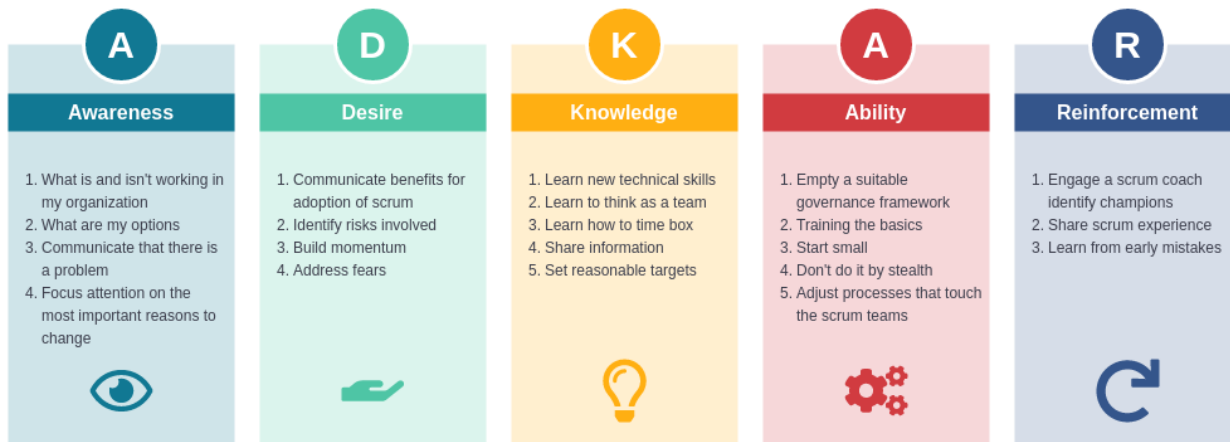 A
Awareness
1. What is and isn't working in
my organization
2. What are my options
3. Communicate that there is
a problem
4. Focus attention on the
most important reasons to
change
D
Desire
1. Communicate benefits for
adoption of scrum
2. Identify risks involved
3. Build momentum
4. Address fears
K
Knowledge
1. Learn new technical skills
2. Learn to think as a team
3. Learn how to time box
4. Share information
5. Set reasonable targets
A
Ability
1. Empty a suitable
governance framework
2. Training the basics
3. Start small
4. Don't do it by stealth
5. Adjust processes that touch
the scrum teams
R
Reinforcement
1. Engage a scrum coach
identify champions
2. Share scrum experience
3. Learn from early mistakes